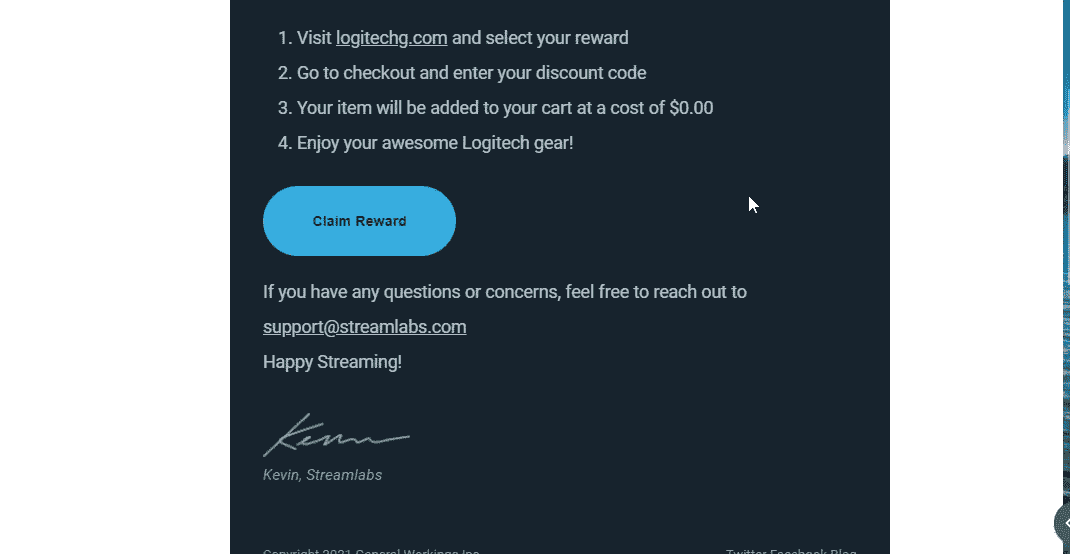 1. Visit logitechg.com and select your reward
2. Go to checkout and enter your discount code
3. Your item will be added to your cart at a cost of $0.00
4. Enjoy your awesome Logitech gear!
Claim Reward
If you have any questions or concerns, feel free to reach out to
support@streamlabs.com
Happy Streaming!
Kevin
Kevin, Streamlabs
Copyright 2021 General Workings Inc
Twitter Facebook Blog